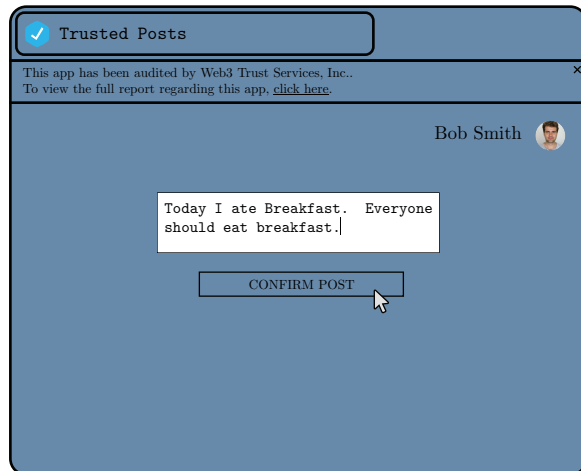 Trusted Posts
This app has been audited by Web3 Trust Services, Inc..
To view the full report regarding this app, click here.
Bob Smith
Today I ate Breakfast.  Everyone
should eat breakfast.
CONFIRM POST